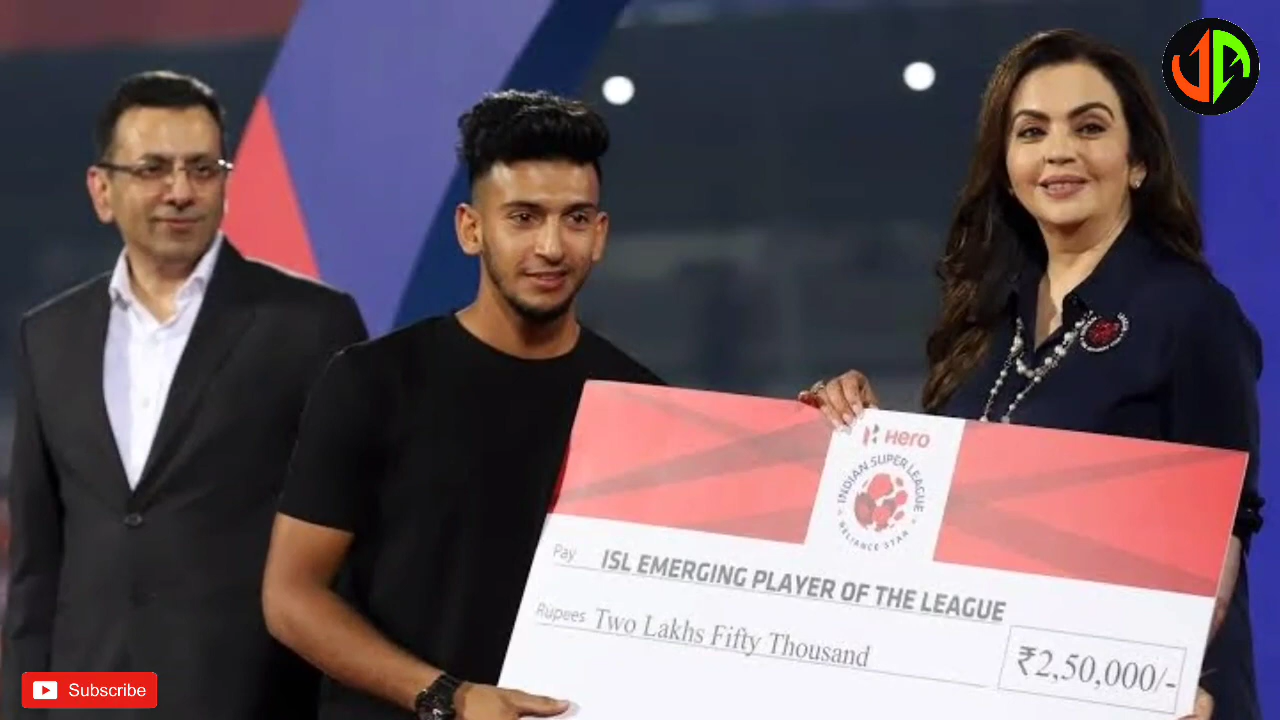 Hero
INDIAN SUPER LEAGUE
RELIANCE STAR
Pay ISL EMERGING PLAYER OF THE LEAGUE
Rupees Two Lakhs Fifty Thousand
₹2,50,000/-
Subscribe